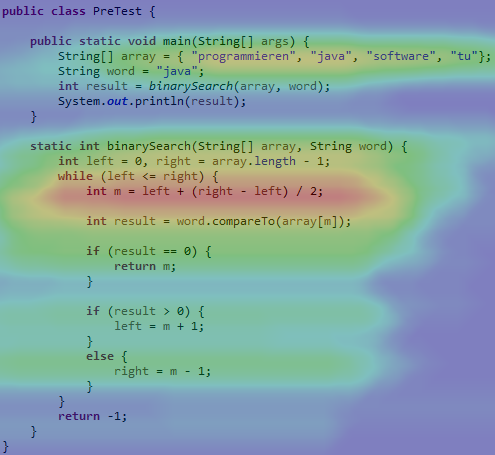 public class PreTest {
public static void main(String[] args) {
String[] array = { "programmieren", "java", "software", "tu"};
String word = "java";
int result = binarySearch(array, word);
System.out.println(result);
}
static int binarySearch(String[] array, String word) {
int left = 0, right = array.length - 1;
while (left <= right) {
int m = left + (right - left) / 2;
int result = word.compareTo(array[m]);
if (result == 0) {
return m;
}
if (result > 0) {
left = m + 1;
}
else {
right = m - 1;
}
}
return -1;
}
}